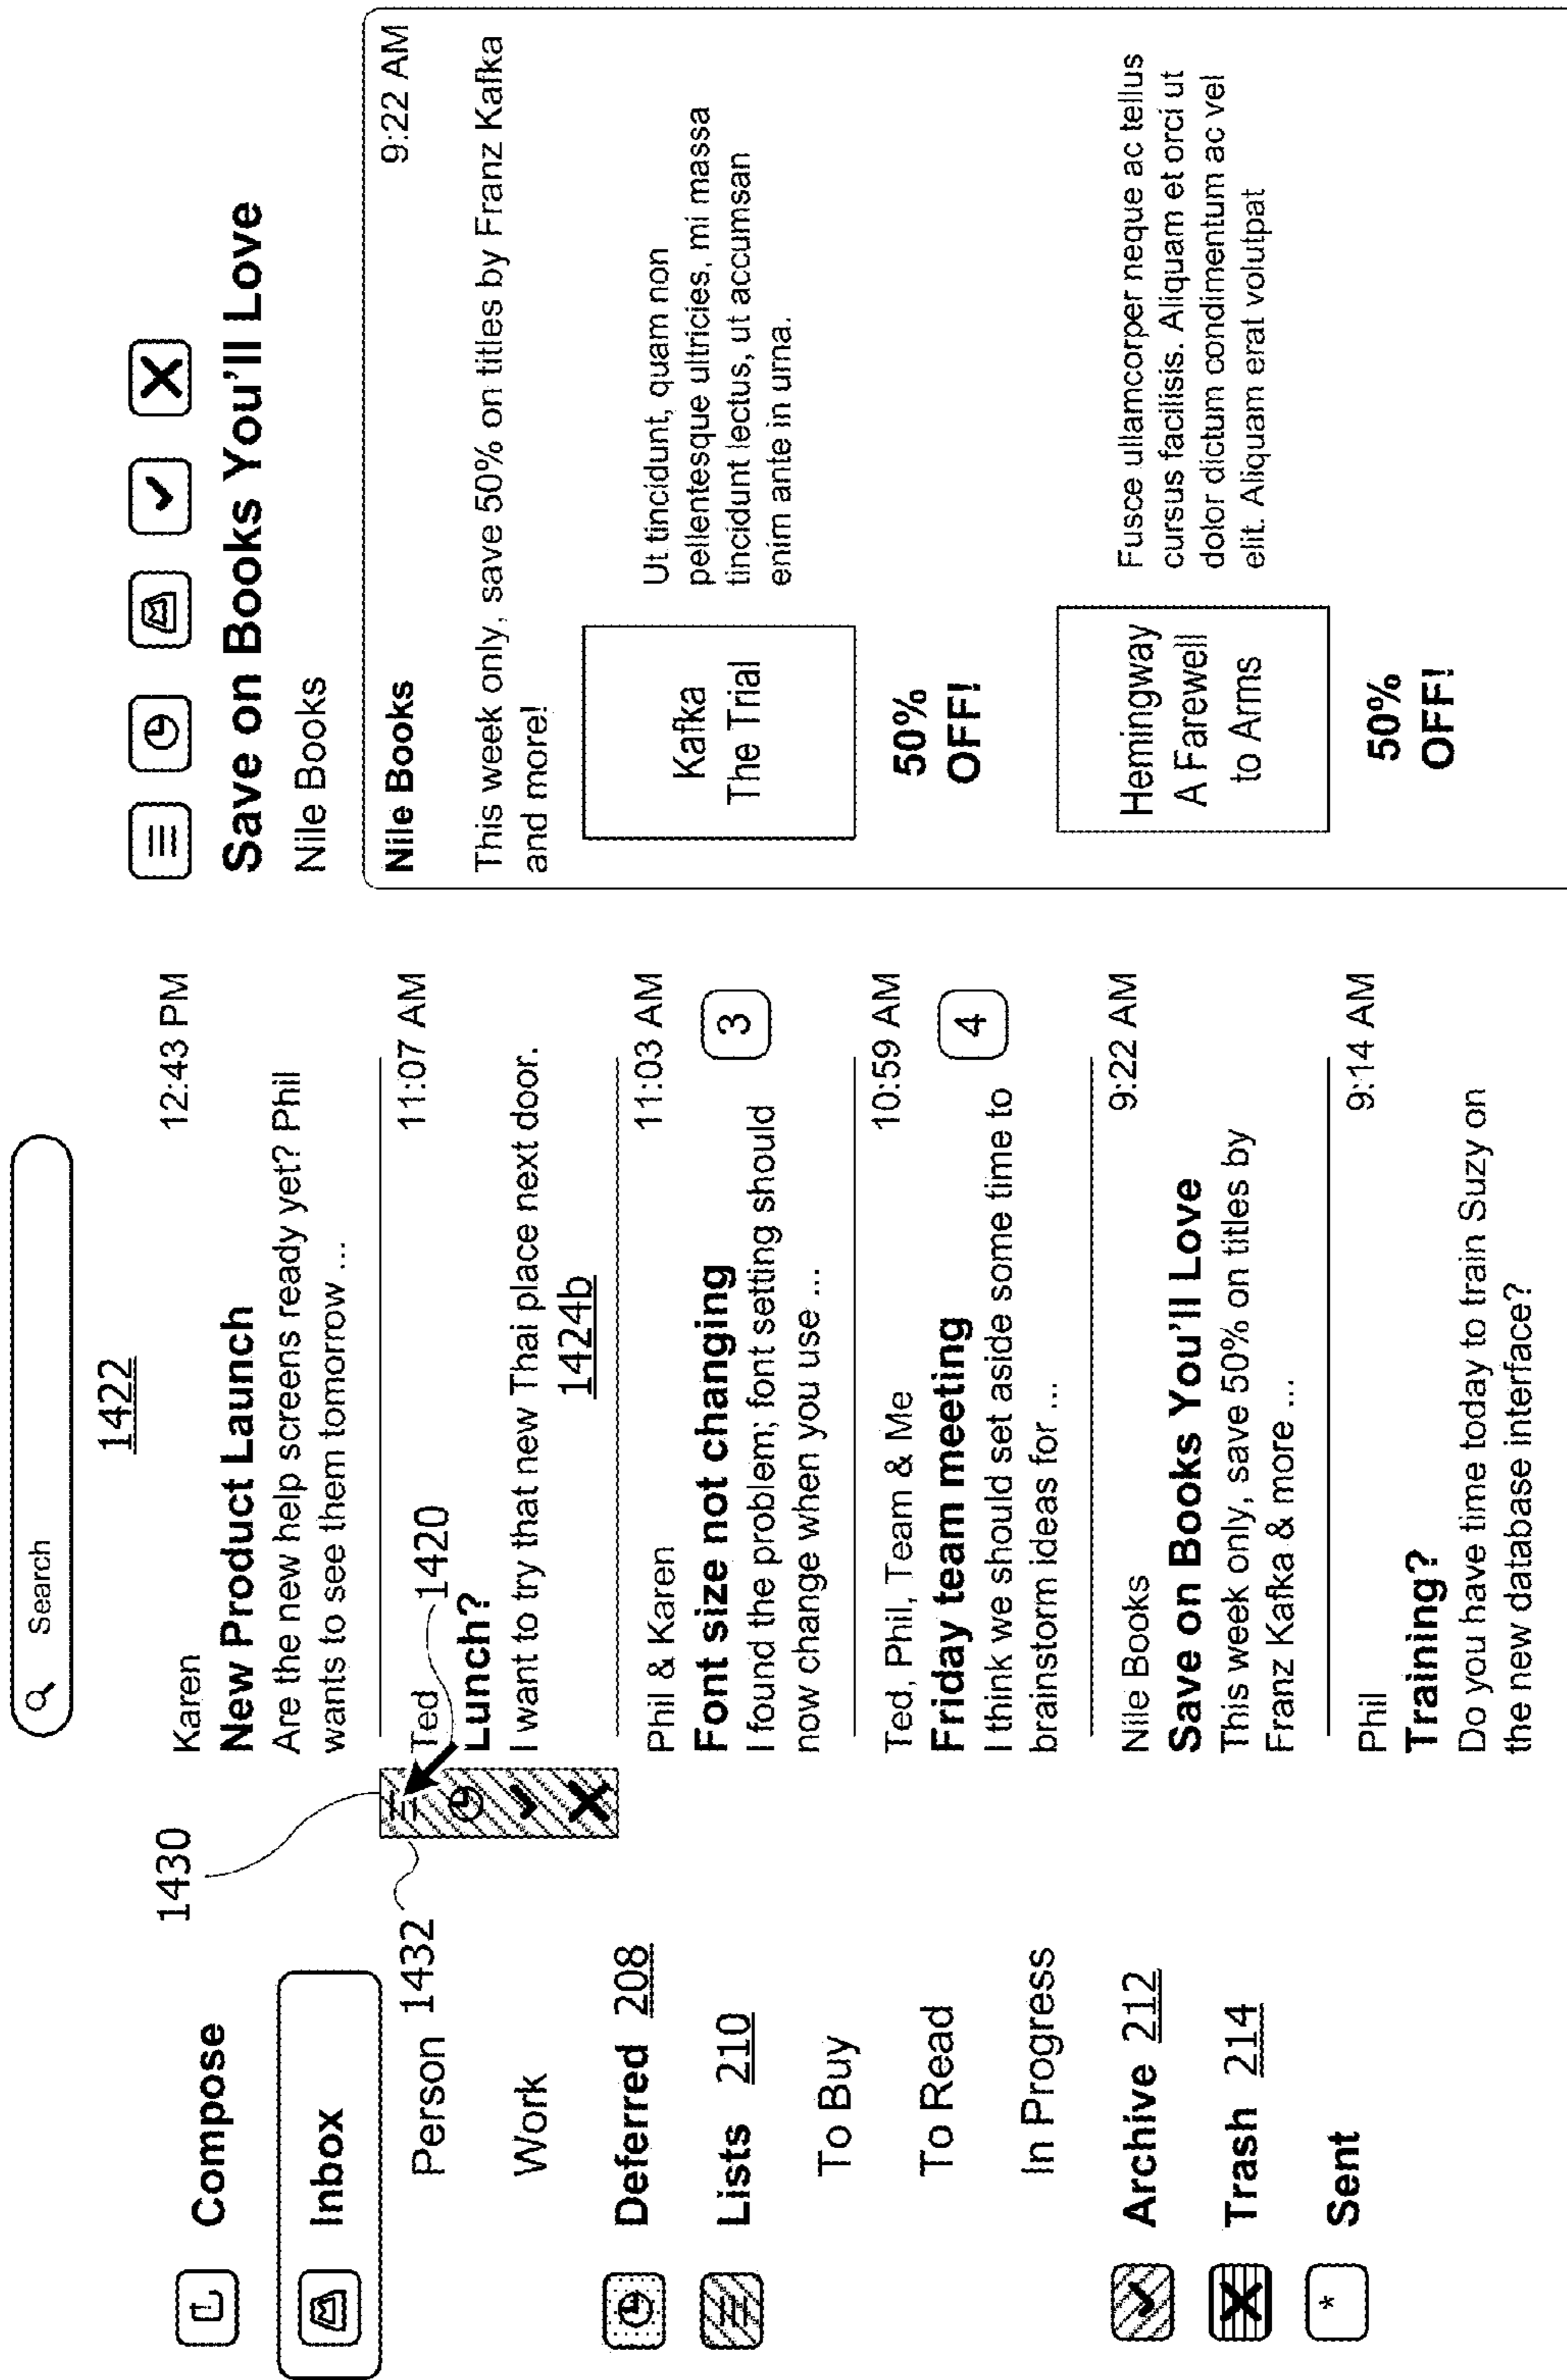 Search
1422
Compose
Inbox
Person
Work
Deferred 208
Lists 210
To Buy
To Read
In Progress
Archive 212
Trash 214
* Sent
1430
1432
1420
Karen 12:43 PM
New Product Launch
Are the new help screens ready yet? Phil
wants to see them tomorrow ...
Ted 11:07 AM
Lunch?
I want to try that new Thai place next door.
1424b
Phil & Karen 11:03 AM
Font size not changing 3
I found the problem; font setting should
now change when you use ...
Ted, Phil, Team & Me 10:59 AM
Friday team meeting 4
I think we should set aside some time to
brainstorm ideas for ...
Nile Books 9:22 AM
Save on Books You'll Love
This week only, save 50% on titles by
Franz Kafka & more ...
Phil 9:14 AM
Training?
Do you have time today to train Suzy on
the new database interface?
Save on Books You'll Love
Nile Books
Nile Books 9:22 AM
This week only, save 50% on titles by Franz Kafka
and more!
Kafka
The Trial
50%
OFF!
Ut tincidunt, quam non
pellentesque ultricies, mi massa
tincidunt lectus, ut accumsan
enim ante in urna.
Hemingway
A Farewell
to Arms
50%
OFF!
Fusce ullamcorper neque ac tellus
cursus facilisis. Aliquam et orci ut
dolor dictum condimentum ac vel
elit. Aliquam erat volutpat